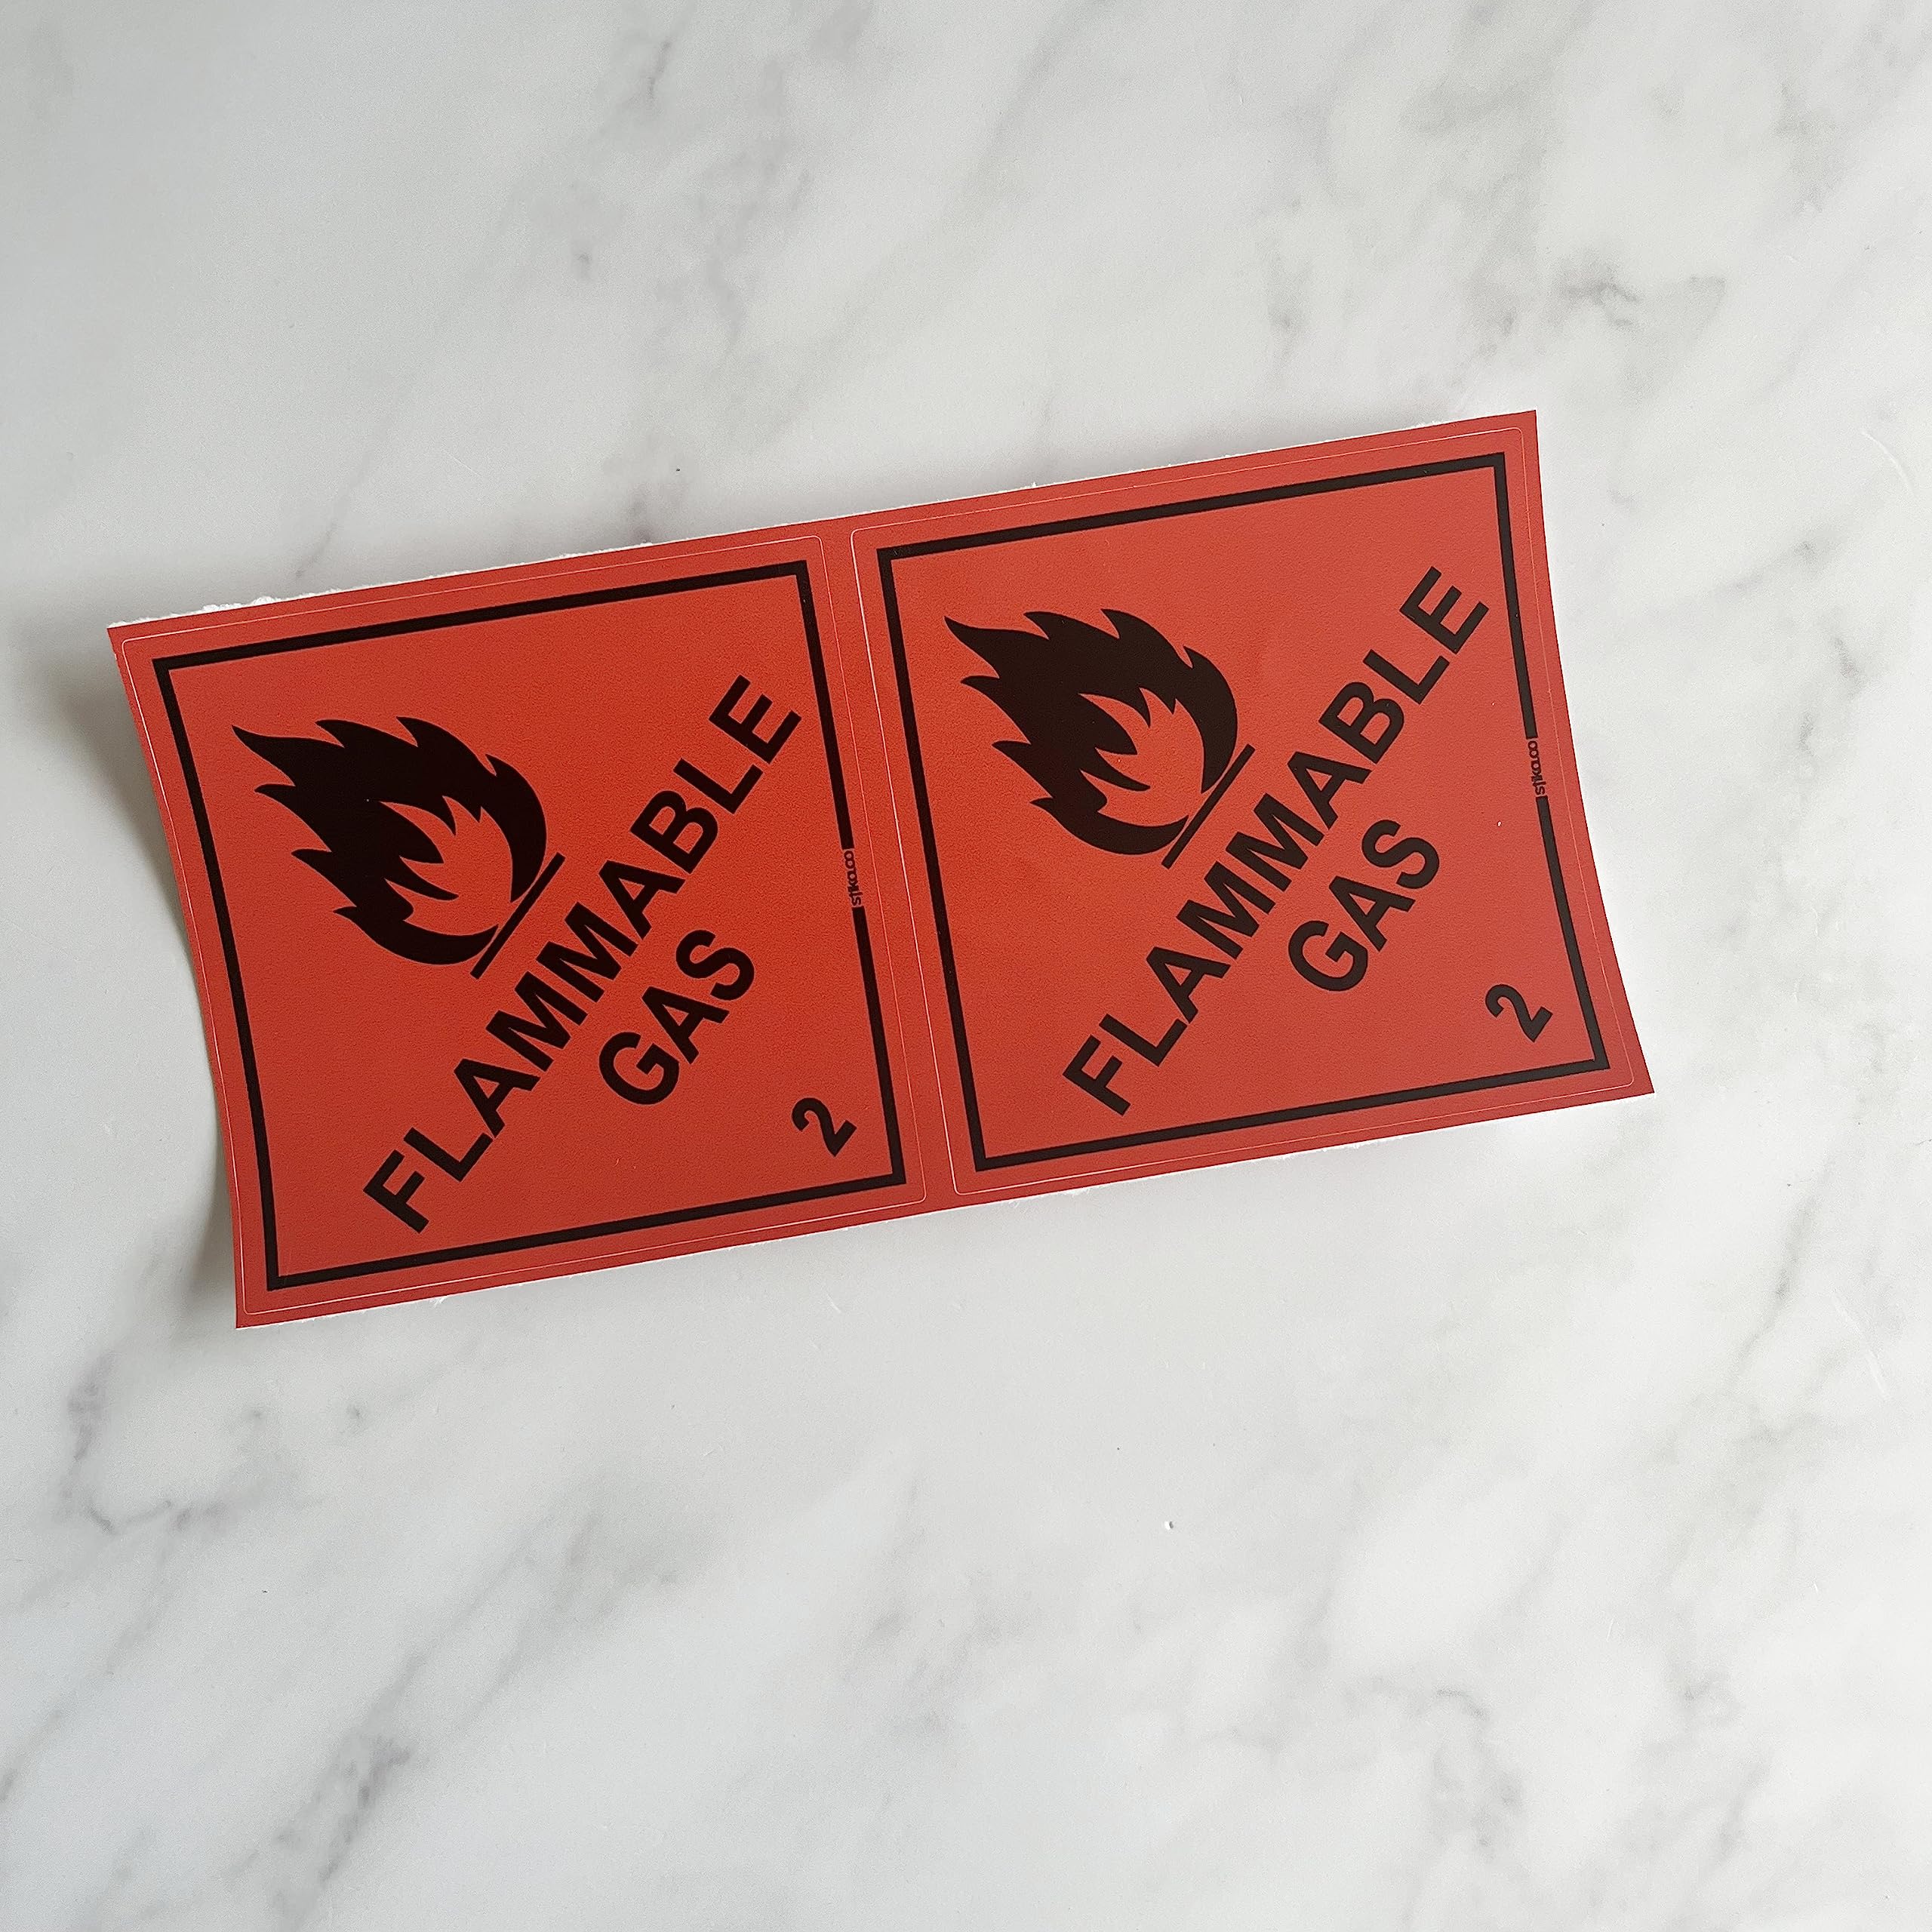 FLAMMABLE
GAS
2
stika.co
FLAMMABLE
GAS
2
stika.co